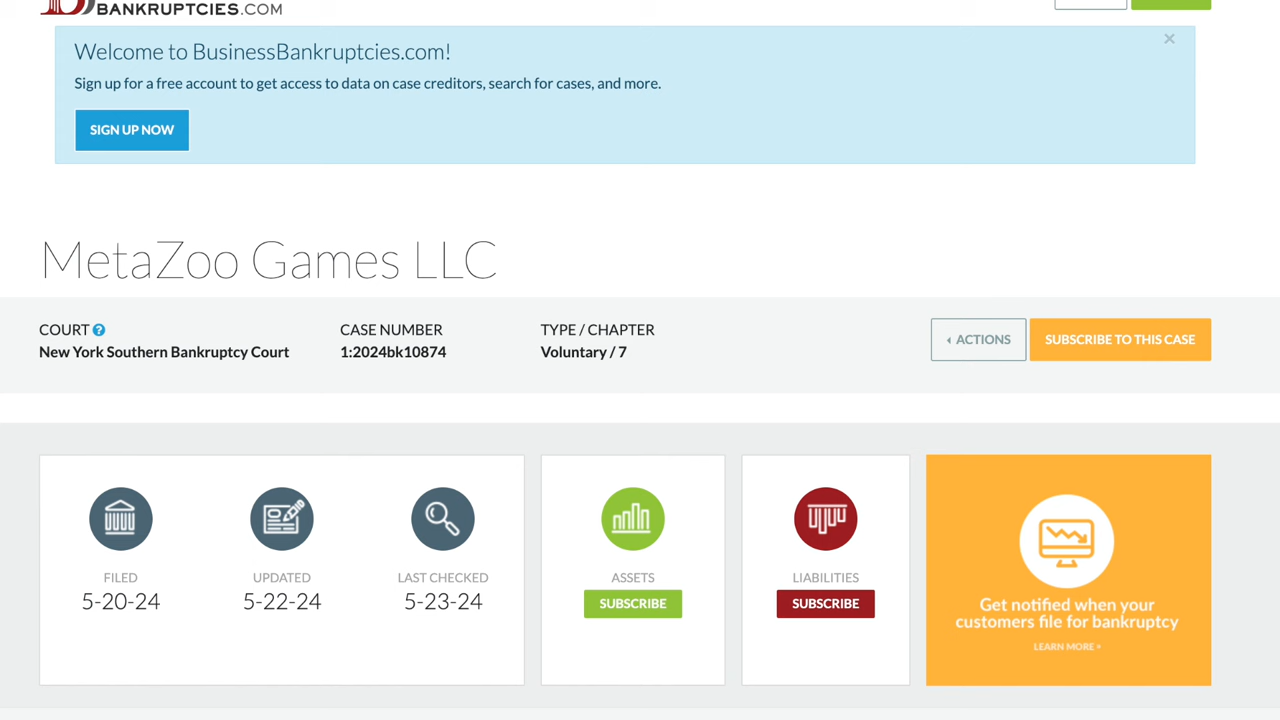 BANKRUPTCIES.COM
Welcome to BusinessBankruptcies.com!
×
Sign up for a free account to get access to data on case creditors, search for cases, and more.
SIGN UP NOW
MetaZoo Games LLC
COURT ?
CASE NUMBER
TYPE / CHAPTER
New York Southern Bankruptcy Court
1:2024bk10874
Voluntary / 7
ACTIONS
SUBSCRIBE TO THIS CASE
FILED
5-20-24
UPDATED
5-22-24
LAST CHECKED
5-23-24
ASSETS
SUBSCRIBE
LIABILITIES
SUBSCRIBE
Get notified when your
customers file for bankruptcy
LEARN MORE »